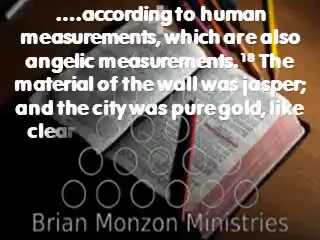 ....according to human
measurements, which are also
angelic measurements. 18 The
material of the wall was jasper;
and the city was pure gold, like
clear
Brian Monzon Ministries